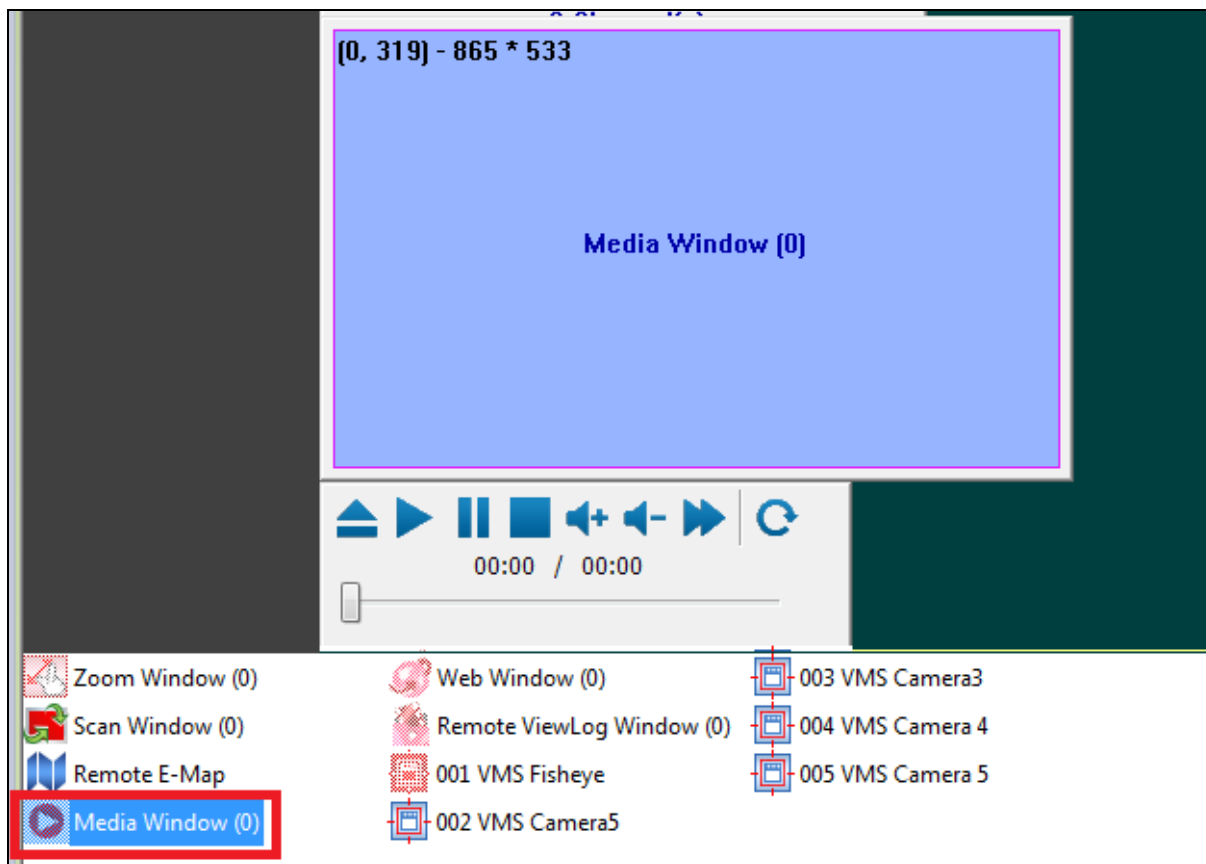 (0, 319) - 865 * 533
Media Window (0)
00:00 / 00:00
Zoom Window (0)
Scan Window (0)
Remote E-Map
Media Window (0)
Web Window (0)
Remote ViewLog Window (0)
001 VMS Fisheye
002 VMS Camera5
003 VMS Camera3
004 VMS Camera 4
005 VMS Camera 5